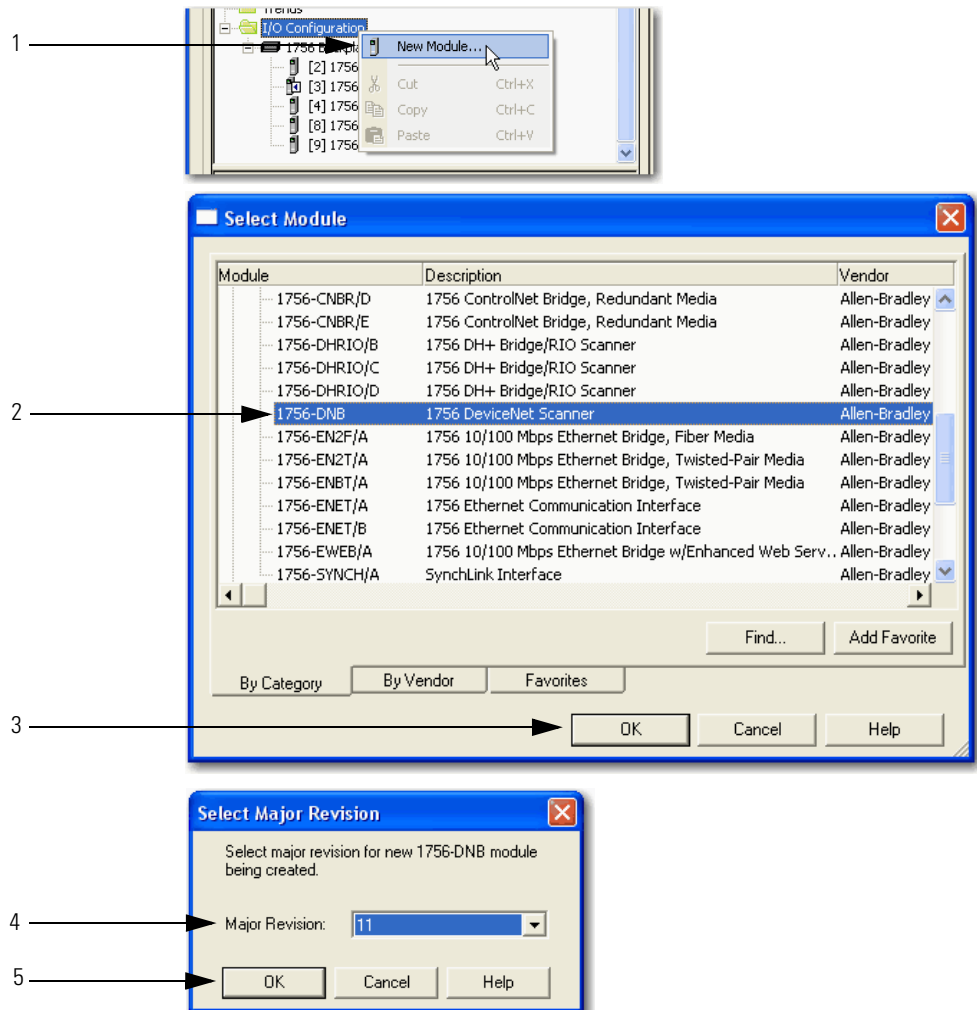 Trends
I/O Configuration
1
1756
New Module...
[2] 1756
[3] 1756
Cut Ctrl+X
[4] 1756
Copy Ctrl+C
[8] 1756
Paste Ctrl+V
[9] 1756
Select Module
Module Description Vendor
1756-CNBR/D 1756 ControlNet Bridge, Redundant Media Allen-Bradley
1756-CNBR/E 1756 ControlNet Bridge, Redundant Media Allen-Bradley
1756-DHRIO/B 1756 DH+ Bridge/RIO Scanner Allen-Bradley
1756-DHRIO/C 1756 DH+ Bridge/RIO Scanner Allen-Bradley
1756-DHRIO/D 1756 DH+ Bridge/RIO Scanner Allen-Bradley
2 1756-DNB 1756 DeviceNet Scanner Allen-Bradley
1756-EN2F/A 1756 10/100 Mbps Ethernet Bridge, Fiber Media Allen-Bradley
1756-EN2T/A 1756 10/100 Mbps Ethernet Bridge, Twisted-Pair Media Allen-Bradley
1756-ENBT/A 1756 10/100 Mbps Ethernet Bridge, Twisted-Pair Media Allen-Bradley
1756-ENET/A 1756 Ethernet Communication Interface Allen-Bradley
1756-ENET/B 1756 Ethernet Communication Interface Allen-Bradley
1756-EWEB/A 1756 10/100 Mbps Ethernet Bridge w/Enhanced Web Serv.. Allen-Bradley
1756-SYNCH/A SynchLink Interface Allen-Bradley
Find... Add Favorite
By Category By Vendor Favorites
3 OK Cancel Help
Select Major Revision
Select major revision for new 1756-DNB module
being created.
4 Major Revision: 11
5 OK Cancel Help